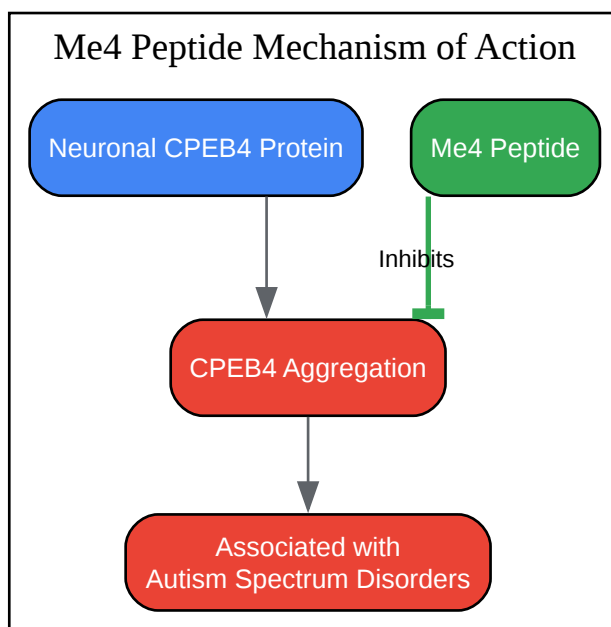 Me4 Peptide Mechanism of Action
Neuronal CPEB4 Protein
Me4 Peptide
Inhibits
CPEB4 Aggregation
Associated with
Autism Spectrum Disorders